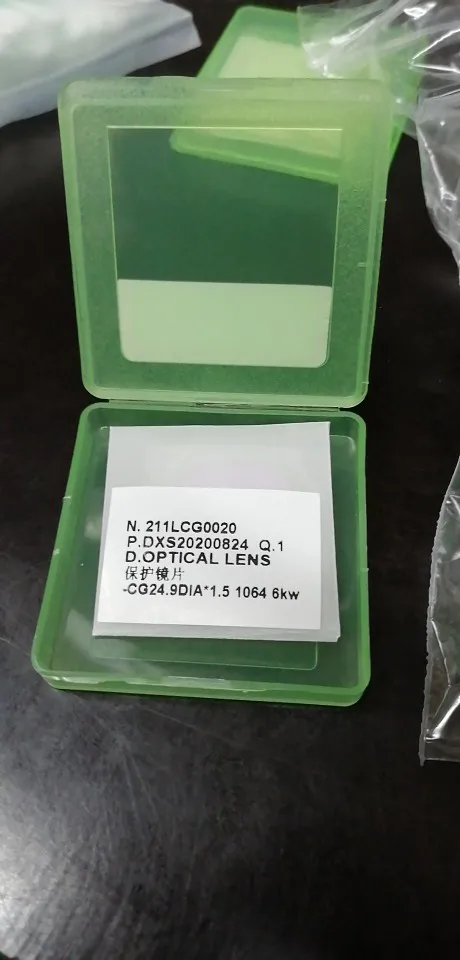 N. 211LCG0020
P.DXS20200824 Q.1
D.OPTICAL LENS
保护镜片
-CG24.9DIA*1.5 1064 6kw